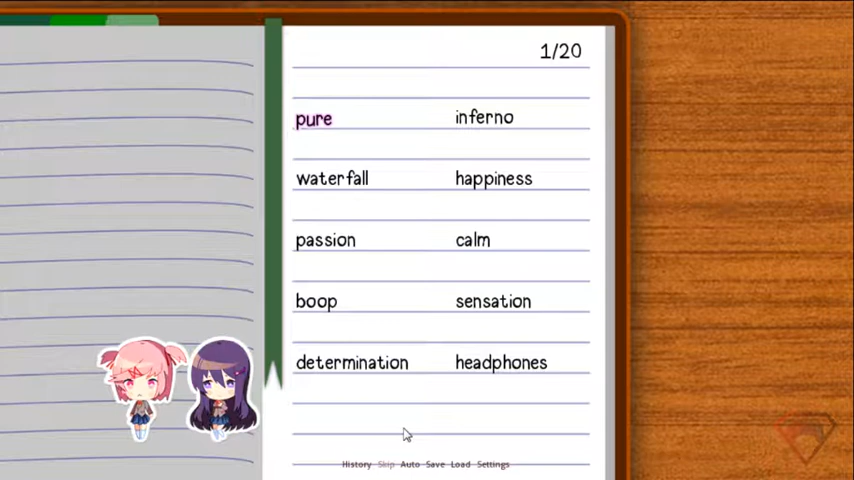 1/20
pure inferno
waterfall happiness
passion calm
boop sensation
determination headphones
History Skip Auto Save Load Settings